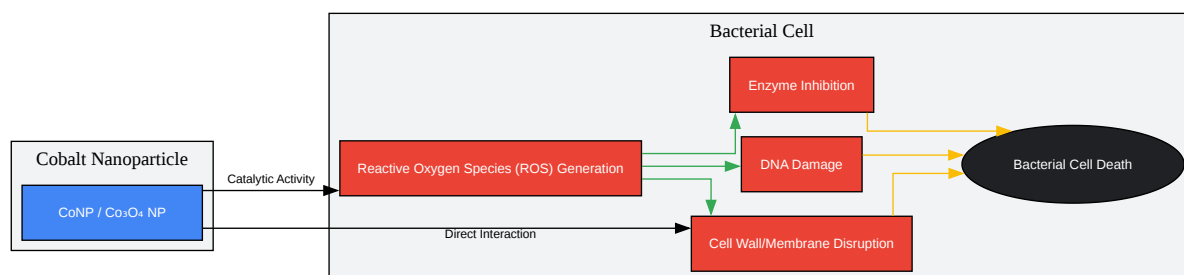 Bacterial Cell
Enzyme Inhibition
Cobalt Nanoparticle
Reactive Oxygen Species (ROS) Generation
DNA Damage
Bacterial Cell Death
Catalytic Activity
CoNP / Co₃O₄ NP
Direct Interaction
Cell Wall/Membrane Disruption